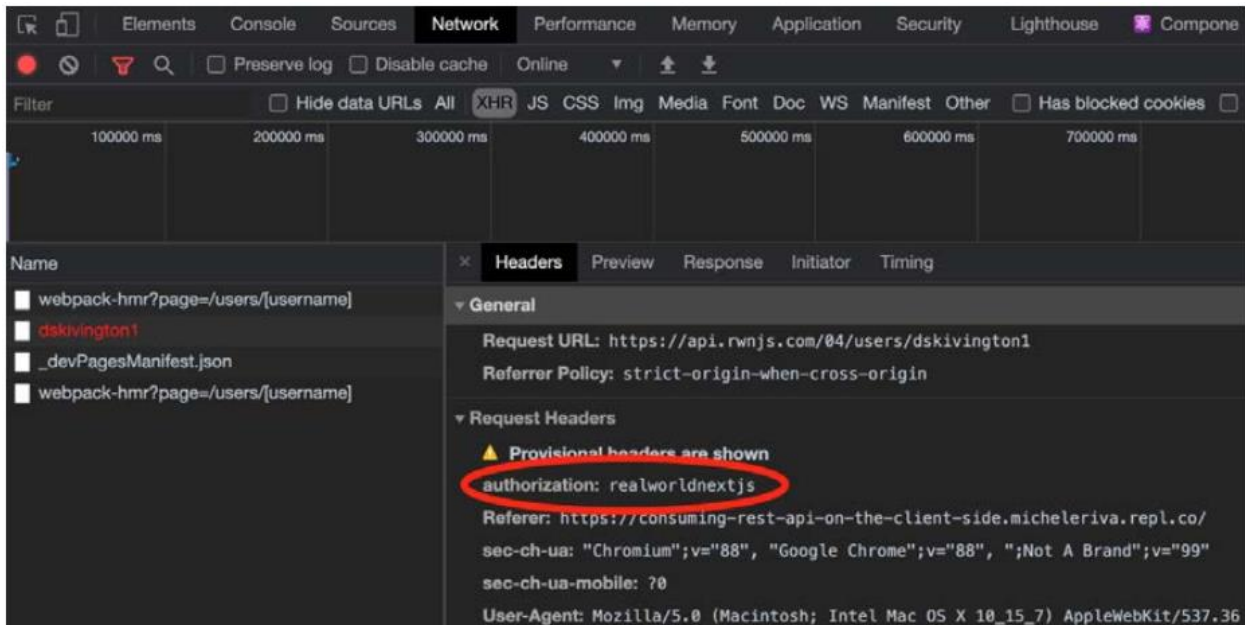 Elements Console Sources Network Performance Memory Application Security Lighthouse Compone
Preserve log Disable cache Online
Filter Hide data URLs All XHR JS CSS Img Media Font Doc WS Manifest Other Has blocked cookies
100000 ms 200000 ms 300000 ms 400000 ms 500000 ms 600000 ms 700000 ms
Name
× Headers Preview Response Initiator Timing
webpack-hmr?page=/users/[username]
dskivington1
_devPagesManifest.json
webpack-hmr?page=/users/[username]
General
Request URL: https://api.rwnjs.com/04/users/dskivington1
Referrer Policy: strict-origin-when-cross-origin
Request Headers
Provisional headers are shown
authorization: realworldnextjs
Referer: https://consuming-rest-api-on-the-client-side.micheleriva.repl.co/
sec-ch-ua: "Chromium";v="88", "Google Chrome";v="88", ";Not A Brand";v="99"
sec-ch-ua-mobile: ?0
User-Agent: Mozilla/5.0 (Macintosh; Intel Mac OS X 10_15_7) AppleWebKit/537.36